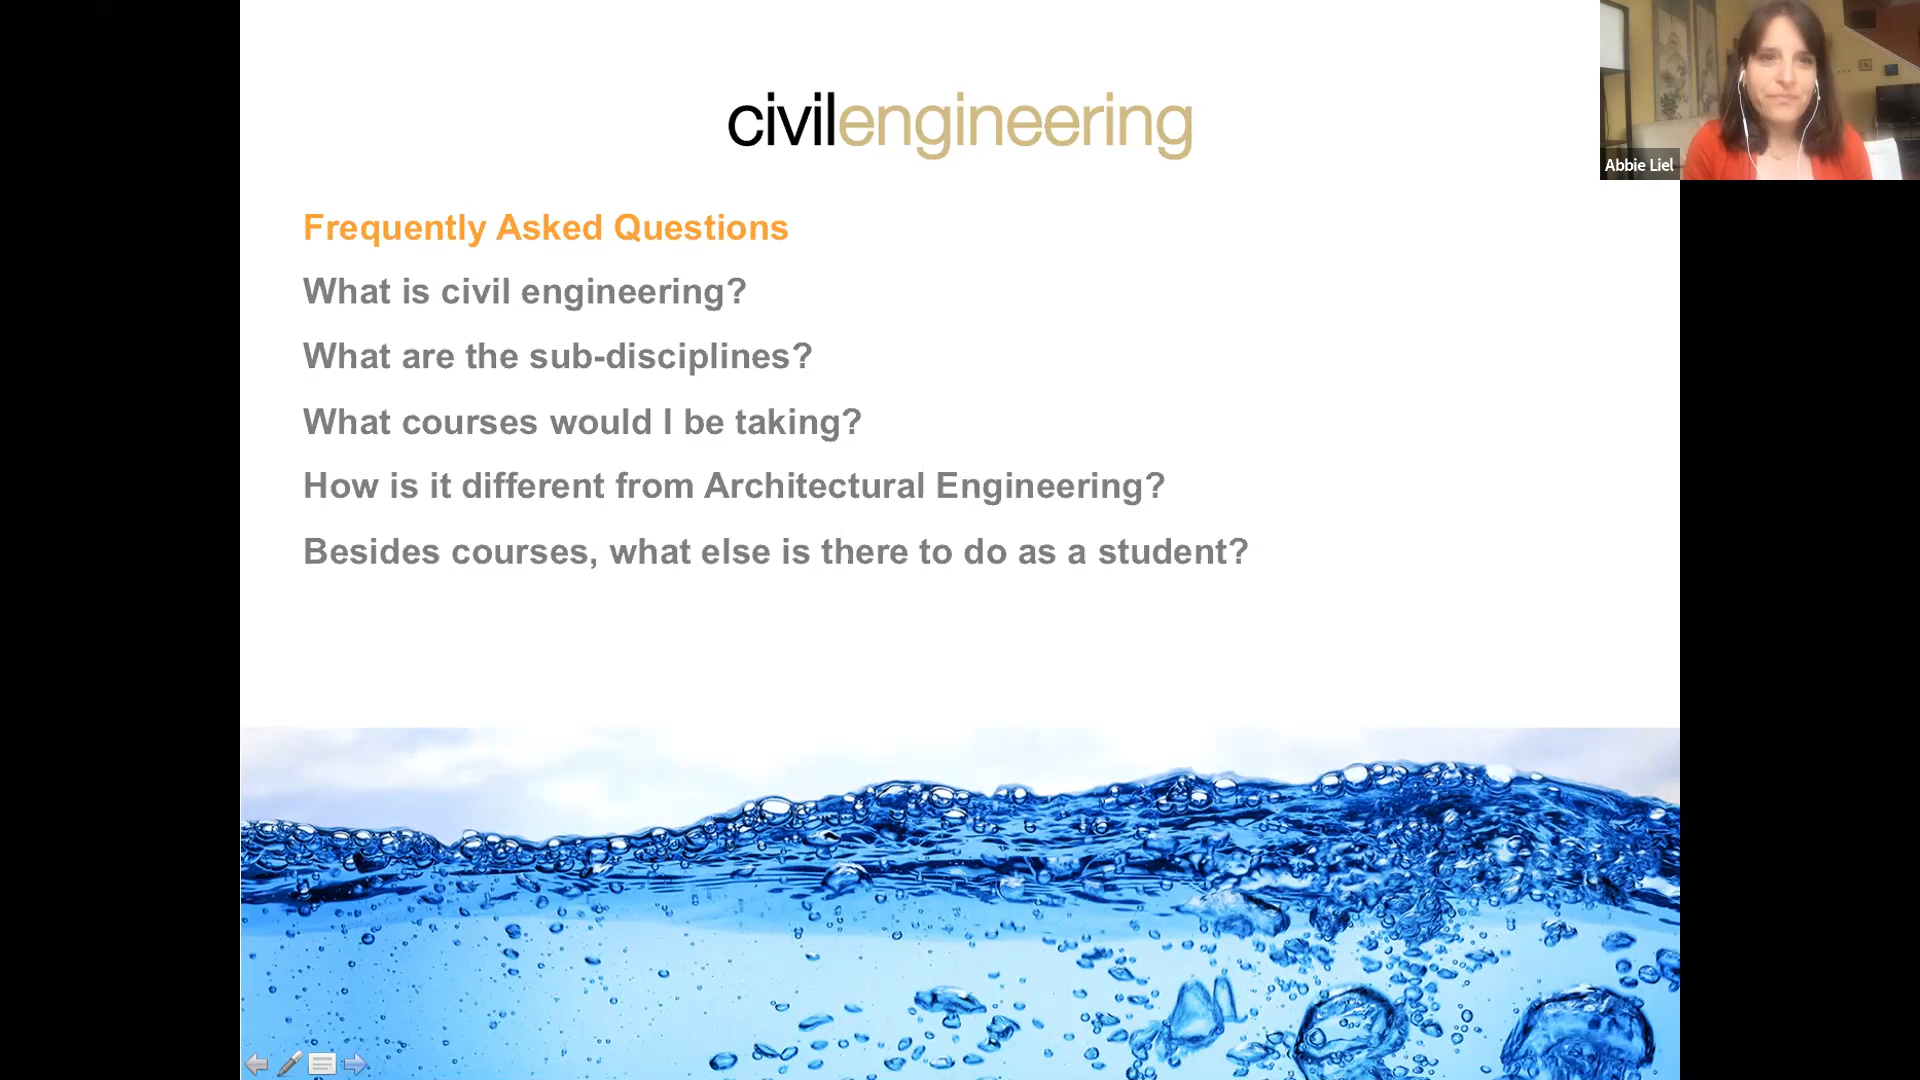 civilengineering
Abbie Liel
Frequently Asked Questions
What is civil engineering?
What are the sub-disciplines?
What courses would I be taking?
How is it different from Architectural Engineering?
Besides courses, what else is there to do as a student?